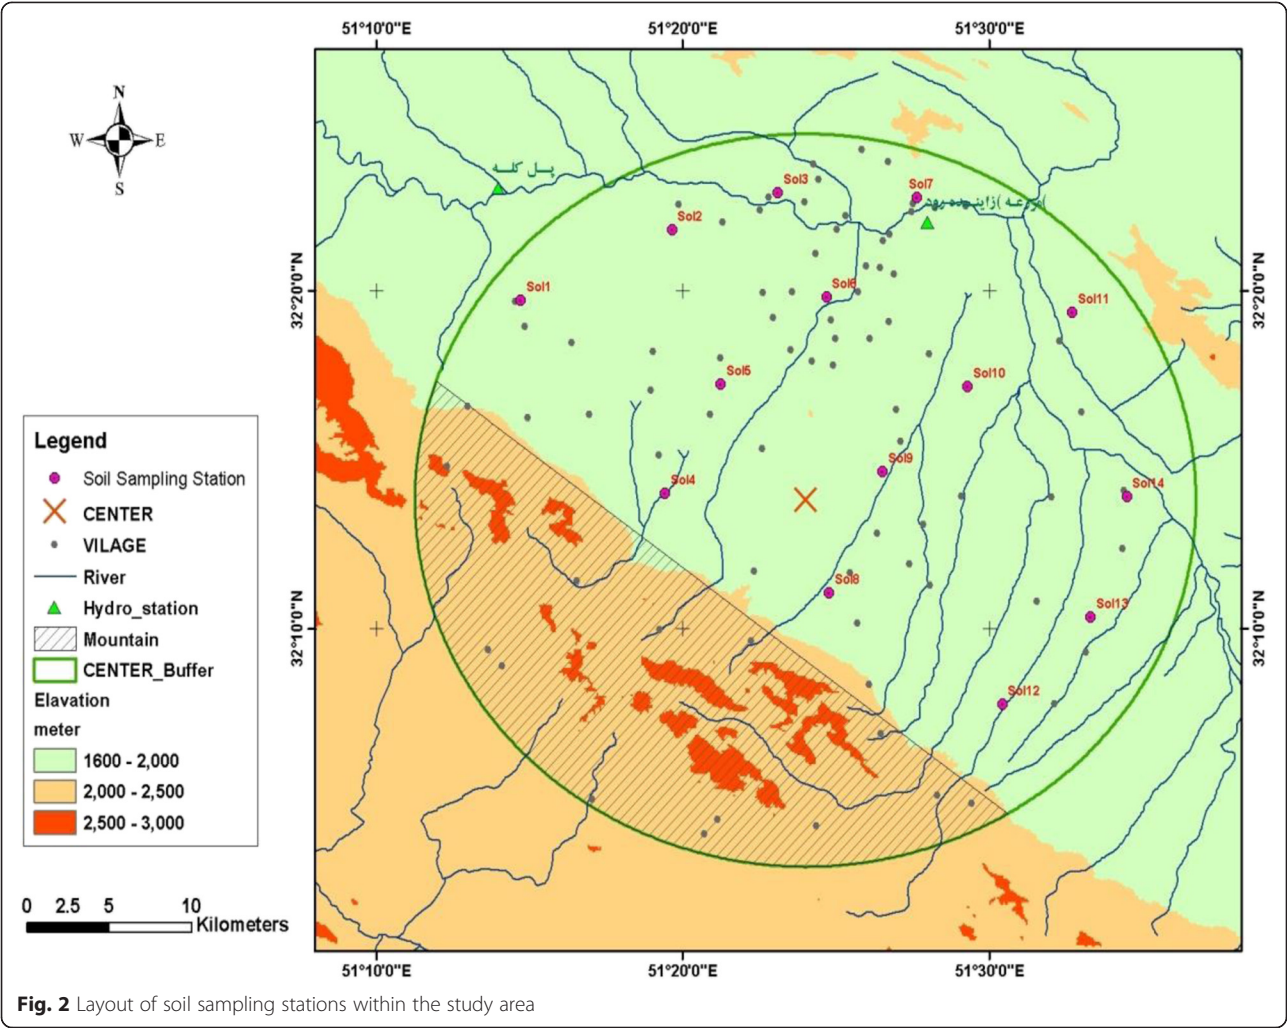 51°10'0"E 51°20'0"E 51°30'0"E
N
W E
S
پل کله
Sol3
Sol7
Sol2
32°20'0"N
32°20'0"N
Sol1
Sol6
Sol11
Sol5
Sol10
Sol9
Sol4
Sol14
Sol8
Sol13
32°10'0"N
32°10'0"N
Sol12
Legend
Soil Sampling Station
CENTER
VILAGE
River
Hydro_station
Mountain
CENTER_Buffer
Elavation
meter
1600 - 2,000
2,000 - 2,500
2,500 - 3,000
0 2.5 5 10
Kilometers
51°10'0"E 51°20'0"E 51°30'0"E
Fig. 2 Layout of soil sampling stations within the study area